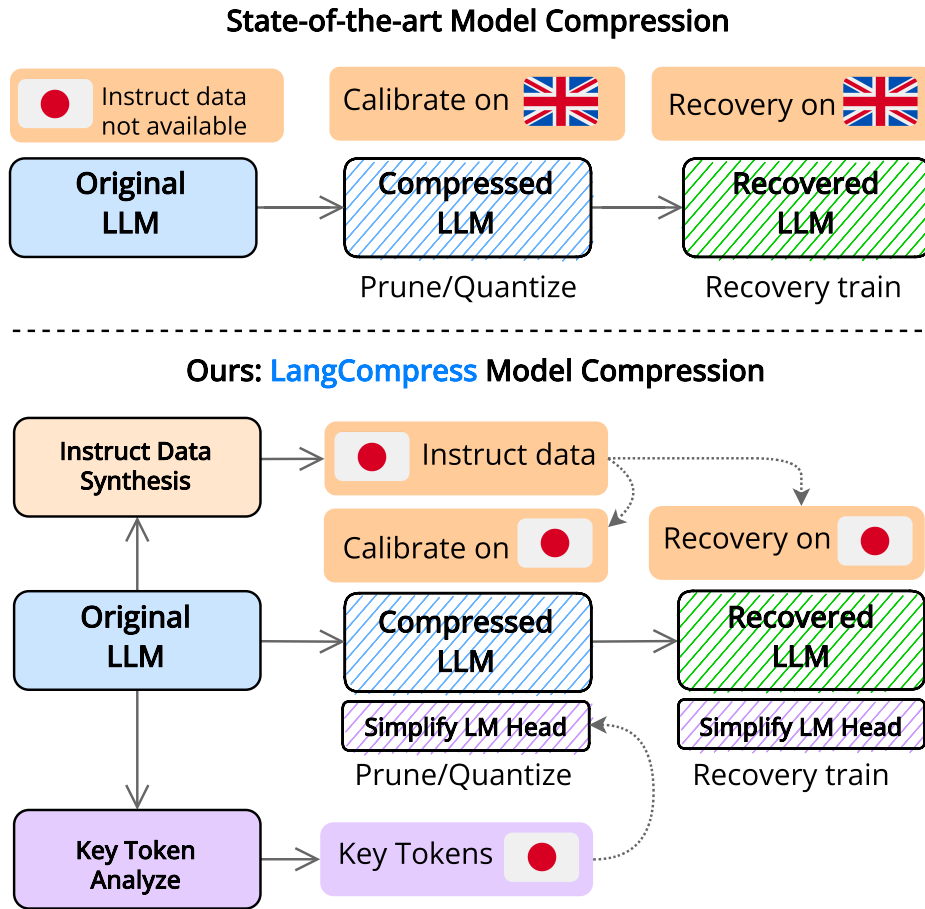 State-of-the-art Model Compression
Instruct data
not available
Calibrate on
Recovery on
Original
LLM
Compressed
LLM
Recovered
LLM
Prune/Quantize
Recovery train
Ours: LangCompress Model Compression
Instruct Data
Synthesis
Instruct data
Calibrate on
Recovery on
Original
LLM
Compressed
LLM
Recovered
LLM
Simplify LM Head
Simplify LM Head
Prune/Quantize
Recovery train
Key Token
Analyze
Key Tokens